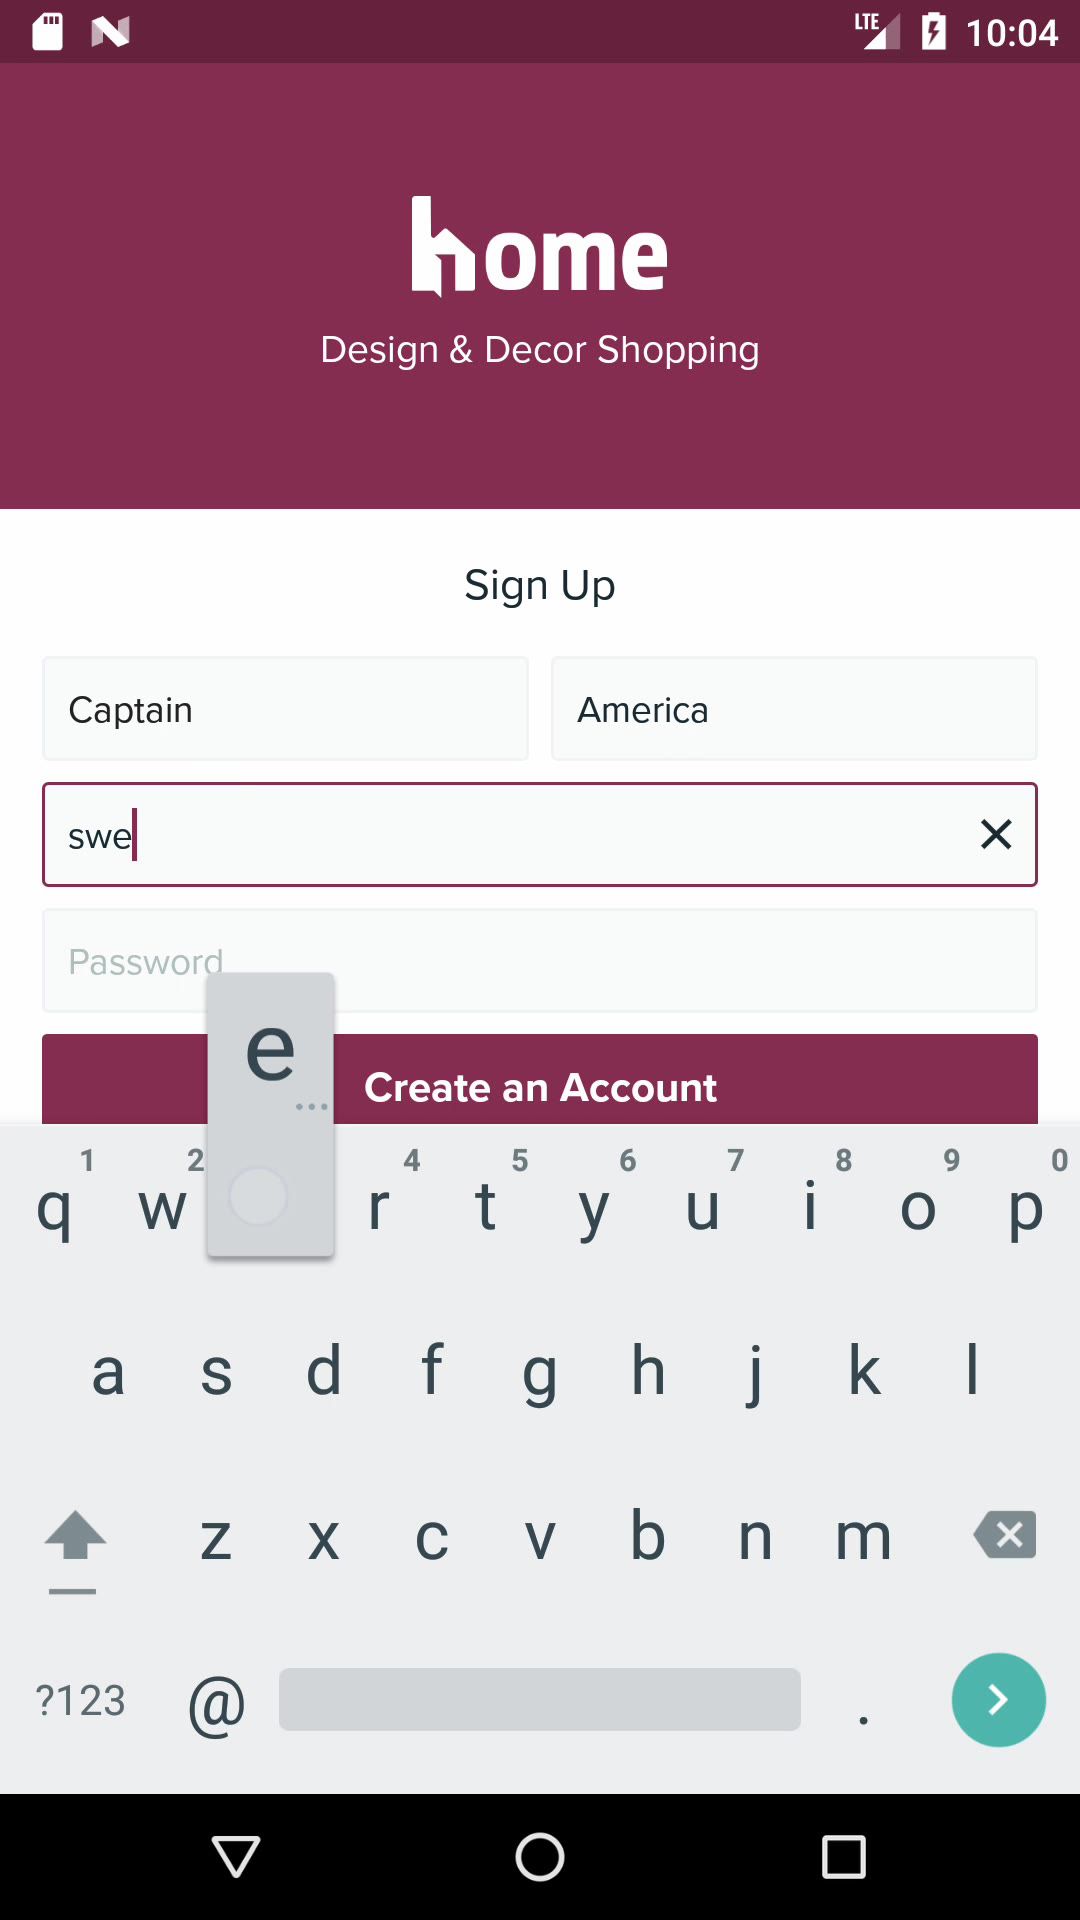 LTE 10:04
home
Design & Decor Shopping
Sign Up
Captain America
swe
Password
Create an Account
e
1 2 4 5 6 7 8 9 0
q w r t y u i o p
a s d f g h j k l
z x c v b n m
?123 @ .